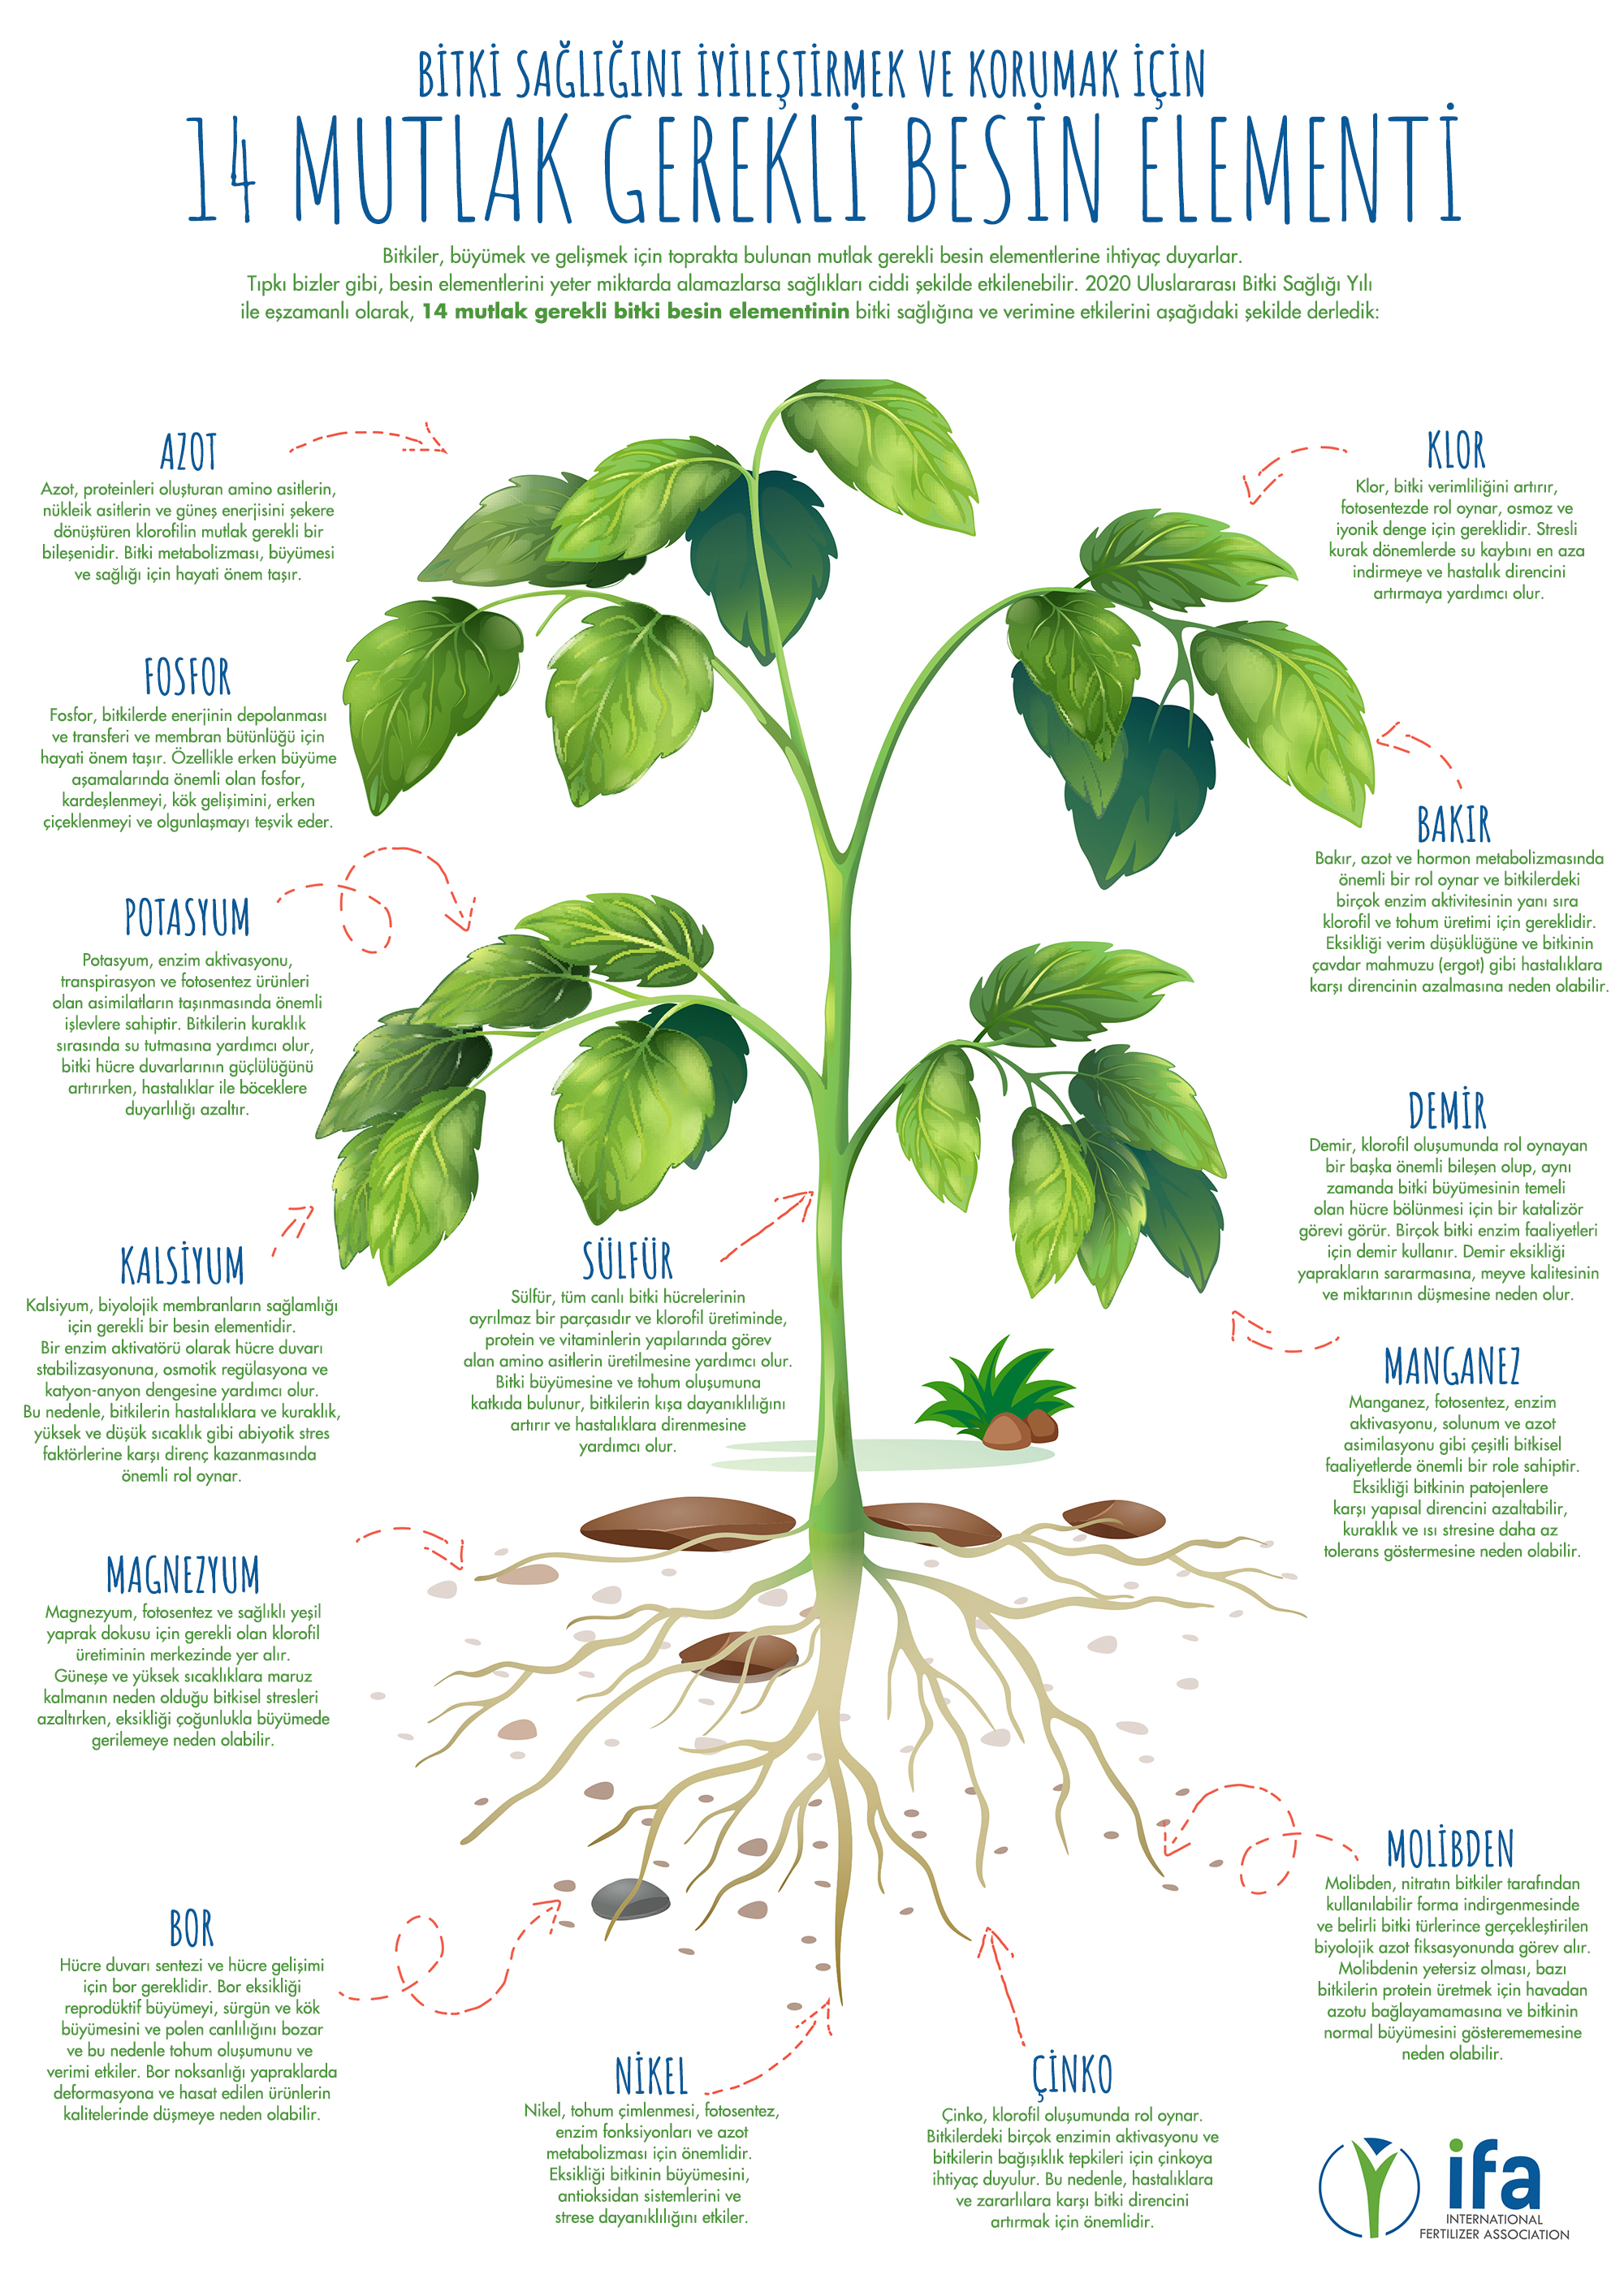 BİTKİ SAĞLIĞINI İYİLEŞTİRMEK VE KORUMAK İÇİN
14 MUTLAK GEREKLİ BESİN ELEMENTİ
Bitkiler, büyümek ve gelişmek için toprakta bulunan mutlak gerekli besin elementlerine ihtiyaç duyarlar.
Tıpkı bizler gibi, besin elementlerini yeter miktarda alamazlarsa sağlıkları ciddi şekilde etkilenebilir. 2020 Uluslararası Bitki Sağlığı Yılı
ile eşzamanlı olarak, 14 mutlak gerekli bitki besin elementinin bitki sağlığına ve verimine etkilerini aşağıdaki şekilde derledik:
AZOT
Azot, proteinleri oluşturan amino asitlerin,
nükleik asitlerin ve güneş enerjisini şekere
dönüştüren klorofilin mutlak gerekli bir
bileşenidir. Bitki metabolizması, büyümesi
ve sağlığı için hayati önem taşır.
FOSFOR
Fosfor, bitkilerde enerjinin depolanması
ve transferi ve membran bütünlüğü için
hayati önem taşır. Özellikle erken büyüme
aşamalarında önemli olan fosfor,
kardeşlenmeyi, kök gelişimini, erken
çiçeklenmeyi ve olgunlaşmayı teşvik eder.
POTASYUM
Potasyum, enzim aktivasyonu,
transpirasyon ve fotosentez ürünleri
olan asimilatların taşınmasında önemli
işlevlere sahiptir. Bitkilerin kuraklık
sırasında su tutmasına yardımcı olur,
bitki hücre duvarlarının güçlülüğünü
artırırken, hastalıklar ile böceklere
duyarlılığı azaltır.
KALSİYUM
Kalsiyum, biyolojik membranların sağlamlığı
için gerekli bir besin elementidir.
Bir enzim aktivatörü olarak hücre duvarı
stabilizasyonuna, osmotik regülasyona ve
katyon-anyon dengesine yardımcı olur.
Bu nedenle, bitkilerin hastalıklara ve kuraklık,
yüksek ve düşük sıcaklık gibi abiyotik stres
faktörlerine karşı direnç kazanmasında
önemli rol oynar.
SÜLFÜR
Sülfür, tüm canlı bitki hücrelerinin
ayrılmaz bir parçasıdır ve klorofil üretiminde,
protein ve vitaminlerin yapılarında görev
alan amino asitlerin üretilmesine yardımcı olur.
Bitki büyümesine ve tohum oluşumuna
katkıda bulunur, bitkilerin kışa dayanıklılığını
artırır ve hastalıklara direnmesine
yardımcı olur.
MAGNEZYUM
Magnezyum, fotosentez ve sağlıklı yeşil
yaprak dokusu için gerekli olan klorofil
üretiminin merkezinde yer alır.
Güneşe ve yüksek sıcaklıklara maruz
kalmanın neden olduğu bitkisel stresleri
azaltırken, eksikliği çoğunlukla büyümede
gerilemeye neden olabilir.
BOR
Hücre duvarı sentezi ve hücre gelişimi
için bor gereklidir. Bor eksikliği
reprodüktif büyümeyi, sürgün ve kök
büyümesini ve polen canlılığını bozar
ve bu nedenle tohum oluşumunu ve
verimi etkiler. Bor noksanlığı yapraklarda
deformasyona ve hasat edilen ürünlerin
kalitelerinde düşmeye neden olabilir.
NİKEL
Nikel, tohum çimlenmesi, fotosentez,
enzim fonksiyonları ve azot
metabolizması için önemlidir.
Eksikliği bitkinin büyümesini,
antioksidan sistemlerini ve
strese dayanıklılığını etkiler.
ÇİNKO
Çinko, klorofil oluşumunda rol oynar.
Bitkilerdeki birçok enzimin aktivasyonu ve
bitkilerin bağışıklık tepkileri için çinkoya
ihtiyaç duyulur. Bu nedenle, hastalıklara
ve zararlılara karşı bitki direncini
artırmak için önemlidir.
KLOR
Klor, bitki verimliliğini artırır,
fotosentezde rol oynar, osmoz ve
iyonik denge için gereklidir. Stresli
kurak dönemlerde su kaybını en aza
indirmeye ve hastalık direncini
artırmaya yardımcı olur.
BAKIR
Bakır, azot ve hormon metabolizmasında
önemli bir rol oynar ve bitkilerdeki
birçok enzim aktivitesinin yanı sıra
klorofil ve tohum üretimi için gereklidir.
Eksikliği verim düşüklüğüne ve bitkinin
çavdar mahmuzu (ergot) gibi hastalıklara
karşı direncinin azalmasına neden olabilir.
DEMİR
Demir, klorofil oluşumunda rol oynayan
bir başka önemli bileşen olup, aynı
zamanda bitki büyümesinin temeli
olan hücre bölünmesi için bir katalizör
görevi görür. Birçok bitki enzim faaliyetleri
için demir kullanır. Demir eksikliği
yaprakların sararmasına, meyve kalitesinin
ve miktarının düşmesine neden olur.
MANGANEZ
Manganez, fotosentez, enzim
aktivasyonu, solunum ve azot
asimilasyonu gibi çeşitli bitkisel
faaliyetlerde önemli bir role sahiptir.
Eksikliği bitkinin patojenlere
karşı yapısal direncini azaltabilir,
kuraklık ve ısı stresine daha az
tolerans göstermesine neden olabilir.
MOLİBDEN
Molibden, nitratın bitkiler tarafından
kullanılabilir forma indirgenmesinde
ve belirli bitki türlerince gerçekleştirilen
biyolojik azot fiksasyonunda görev alır.
Molibdenin yetersiz olması, bazı
bitkilerin protein üretmek için havadan
azotu bağlayamamasına ve bitkinin
normal büyümesini gösterememesine
neden olabilir.
ifa
INTERNATIONAL
FERTILIZER ASSOCIATION